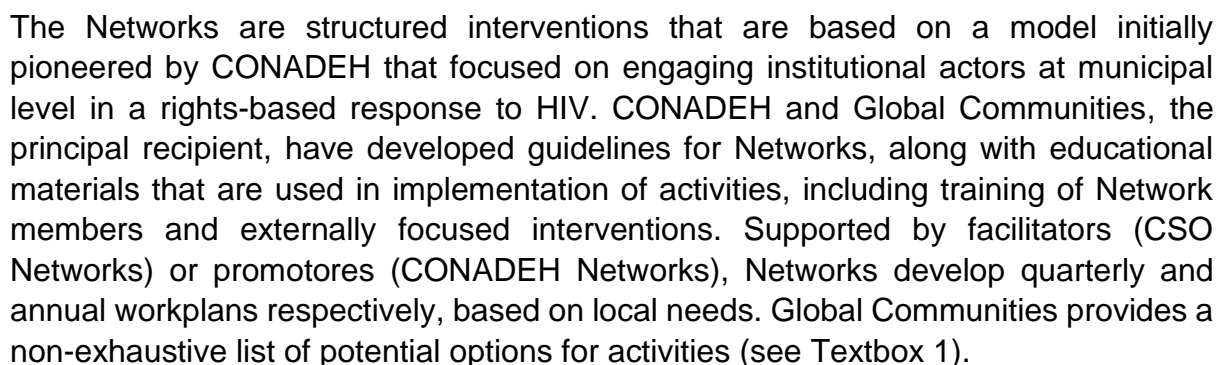 The Networks are structured interventions that are based on a model initially
pioneered by CONADEH that focused on engaging institutional actors at municipal
level in a rights-based response to HIV. CONADEH and Global Communities, the
principal recipient, have developed guidelines for Networks, along with educational
materials that are used in implementation of activities, including training of Network
members and externally focused interventions. Supported by facilitators (CSO
Networks) or promotores (CONADEH Networks), Networks develop quarterly and
annual workplans respectively, based on local needs. Global Communities provides a
non-exhaustive list of potential options for activities (see Textbox 1).